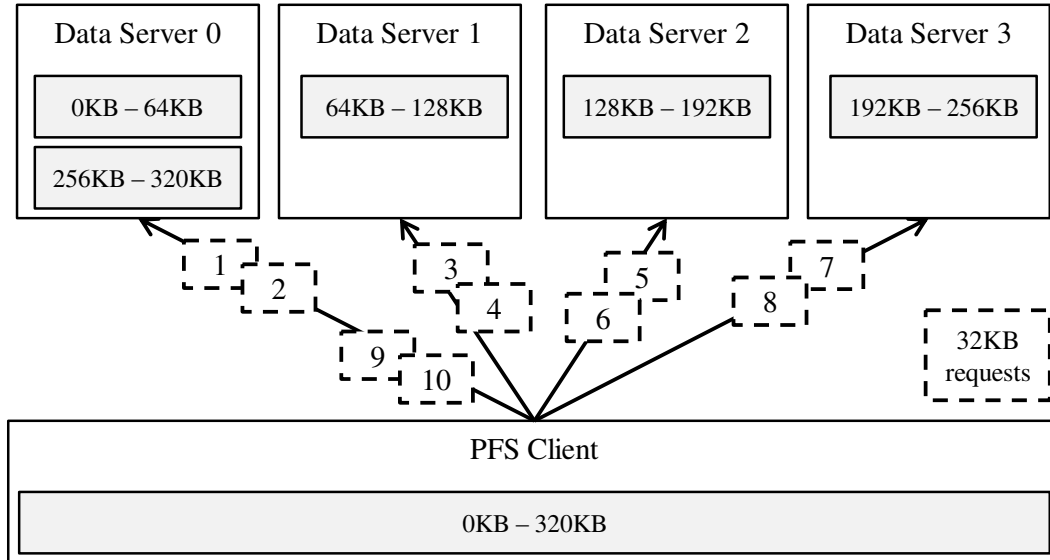 Data Server 0
Data Server 1
Data Server 2
Data Server 3
0KB – 64KB
64KB – 128KB
128KB – 192KB
192KB – 256KB
256KB – 320KB
1
2
3
4
5
6
7
8
9
10
32KB
requests
PFS Client
0KB – 320KB